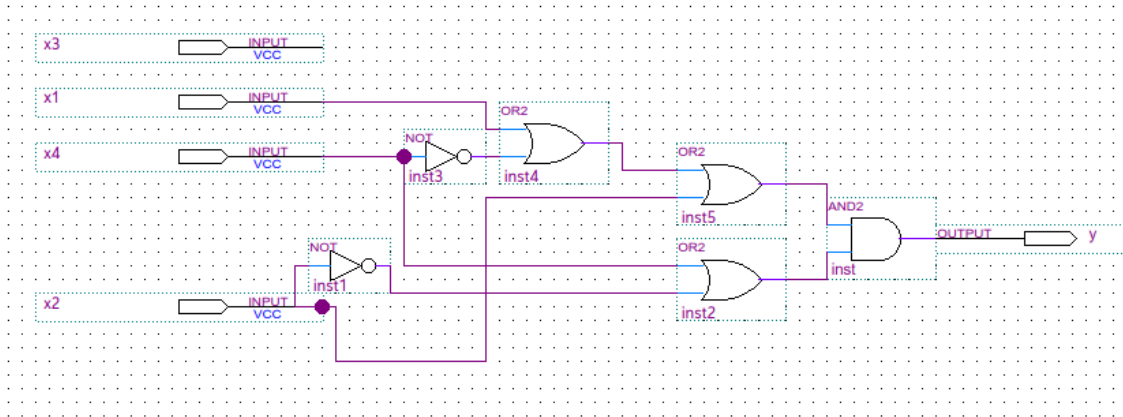 x3
INPUT
VCC
x1
INPUT
VCC
OR2
inst4
x4
INPUT
VCC
NOT
inst3
OR2
inst5
AND2
inst
OUTPUT
y
NOT
inst1
OR2
inst2
x2
INPUT
VCC